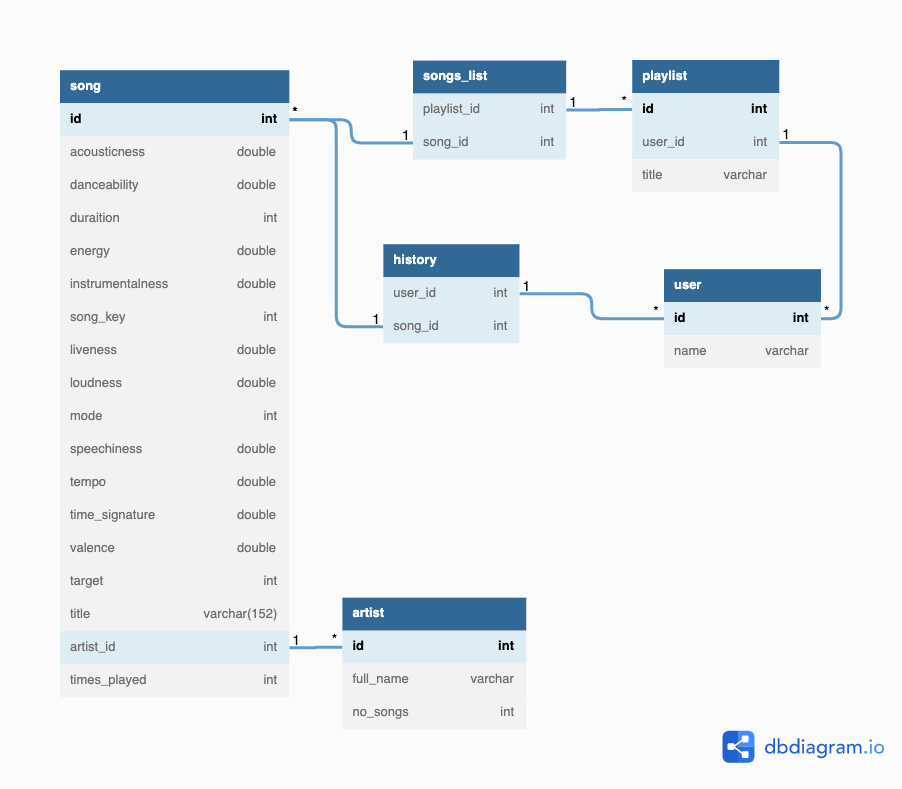 song
id int
acousticness double
danceability double
duraition int
energy double
instrumentalness double
song_key int
liveness double
loudness double
mode int
speechiness double
tempo double
time_signature double
valence double
target int
title varchar(152)
artist_id int
times_played int
* 1
1
1
1 *
songs_list
playlist_id int
song_id int
1 *
playlist
id int
user_id int
title varchar
1
*
history
user_id int
song_id int
1 *
user
id int
name varchar
artist
id int
full_name varchar
no_songs int
dbdiagram.io